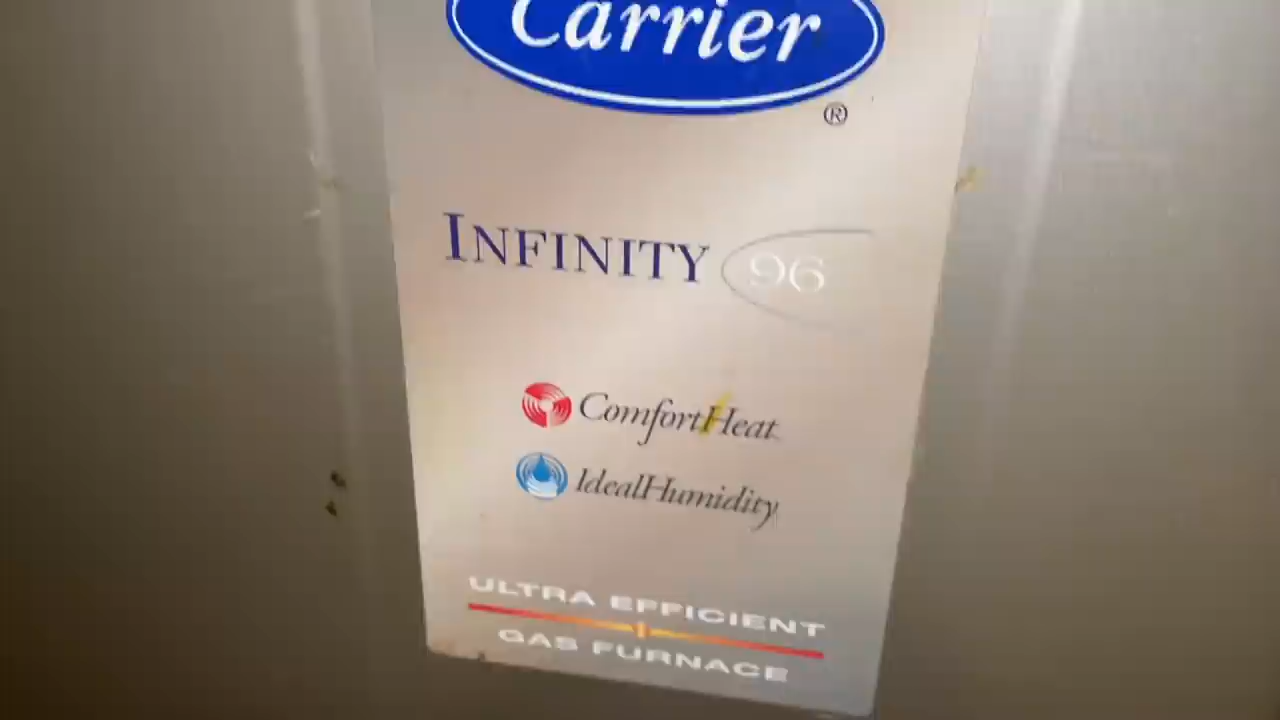 Carrier
®
INFINITY 96
ComfortHeat
IdealHumidity
ULTRA EFFICIENT
GAS FURNACE